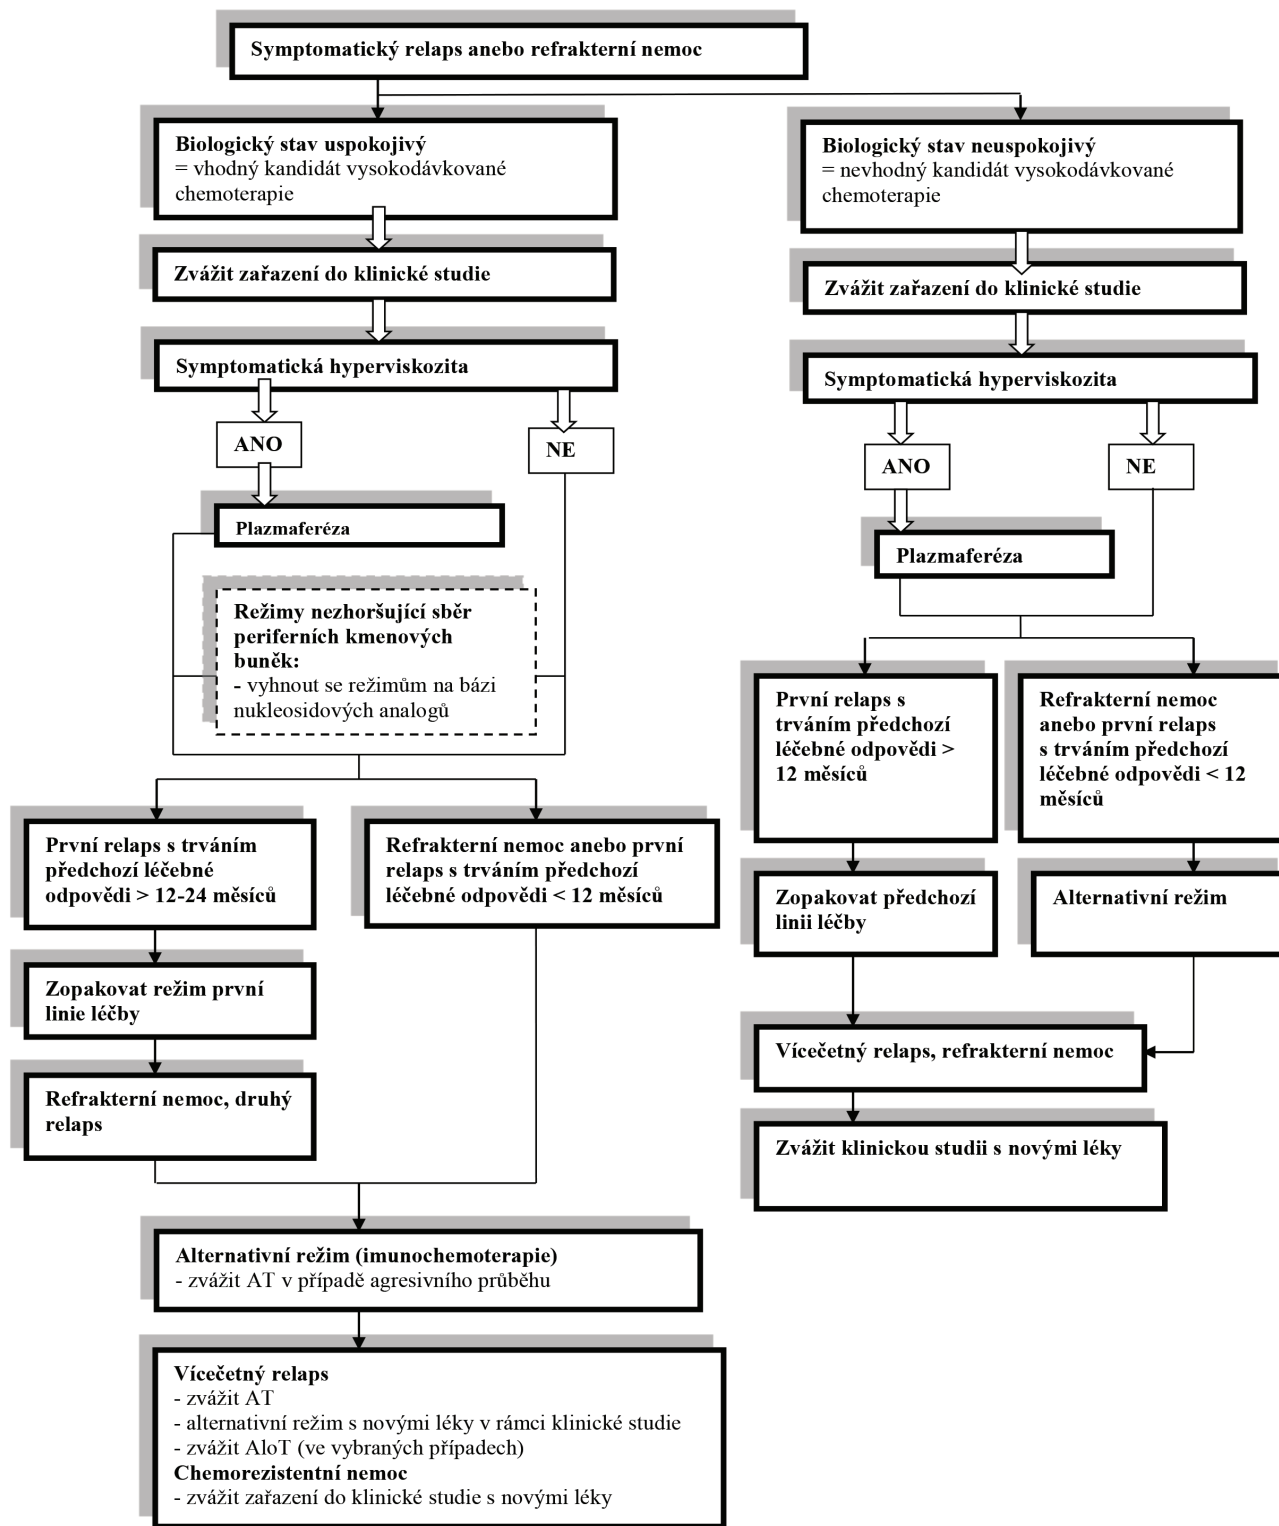 Symptomatický relaps anebo refrakterní nemoc
Biologický stav uspokojivý
= vhodný kandidát vysokodávkované
chemoterapie
Zvážit zařazení do klinické studie
Symptomatická hyperviskozita
ANO
NE
Plazmaferéza
Režimy nezhoršující sběr
periferních kmenových
buněk:
- vyhnout se režimům na bázi
nukleosidových analogů
První relaps s trváním
předchozí léčebné
odpovědi > 12-24 měsíců
Refrakterní nemoc anebo první
relaps s trváním předchozí
léčebné odpovědi < 12 měsíců
Zopakovat režim první
linie léčby
Refrakterní nemoc, druhý
relaps
Alternativní režim (imunochemoterapie)
- zvážit AT v případě agresivního průběhu
Vícečetný relaps
- zvážit AT
- alternativní režim s novými léky v rámci klinické studie
- zvážit AloT (ve vybraných případech)
Chemorezistentní nemoc
- zvážit zařazení do klinické studie s novými léky
Biologický stav neuspokojivý
= nevhodný kandidát vysokodávkované
chemoterapie
Zvážit zařazení do klinické studie
Symptomatická hyperviskozita
ANO
NE
Plazmaferéza
První relaps s
trváním předchozí
léčebné odpovědi >
12 měsíců
Refrakterní nemoc
anebo první relaps
s trváním předchozí
léčebné odpovědi < 12
měsíců
Zopakovat předchozí
linii léčby
Alternativní režim
Vícečetný relaps, refrakterní nemoc
Zvážit klinickou studii s novými léky